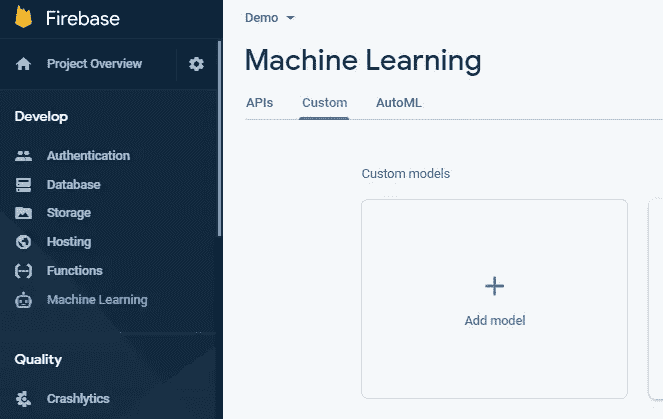 Firebase
Project Overview
Develop
Authentication
Database
Storage
Hosting
Functions
Machine Learning
Quality
Crashlytics
Demo
Machine Learning
APIs Custom AutoML
Custom models
Add model